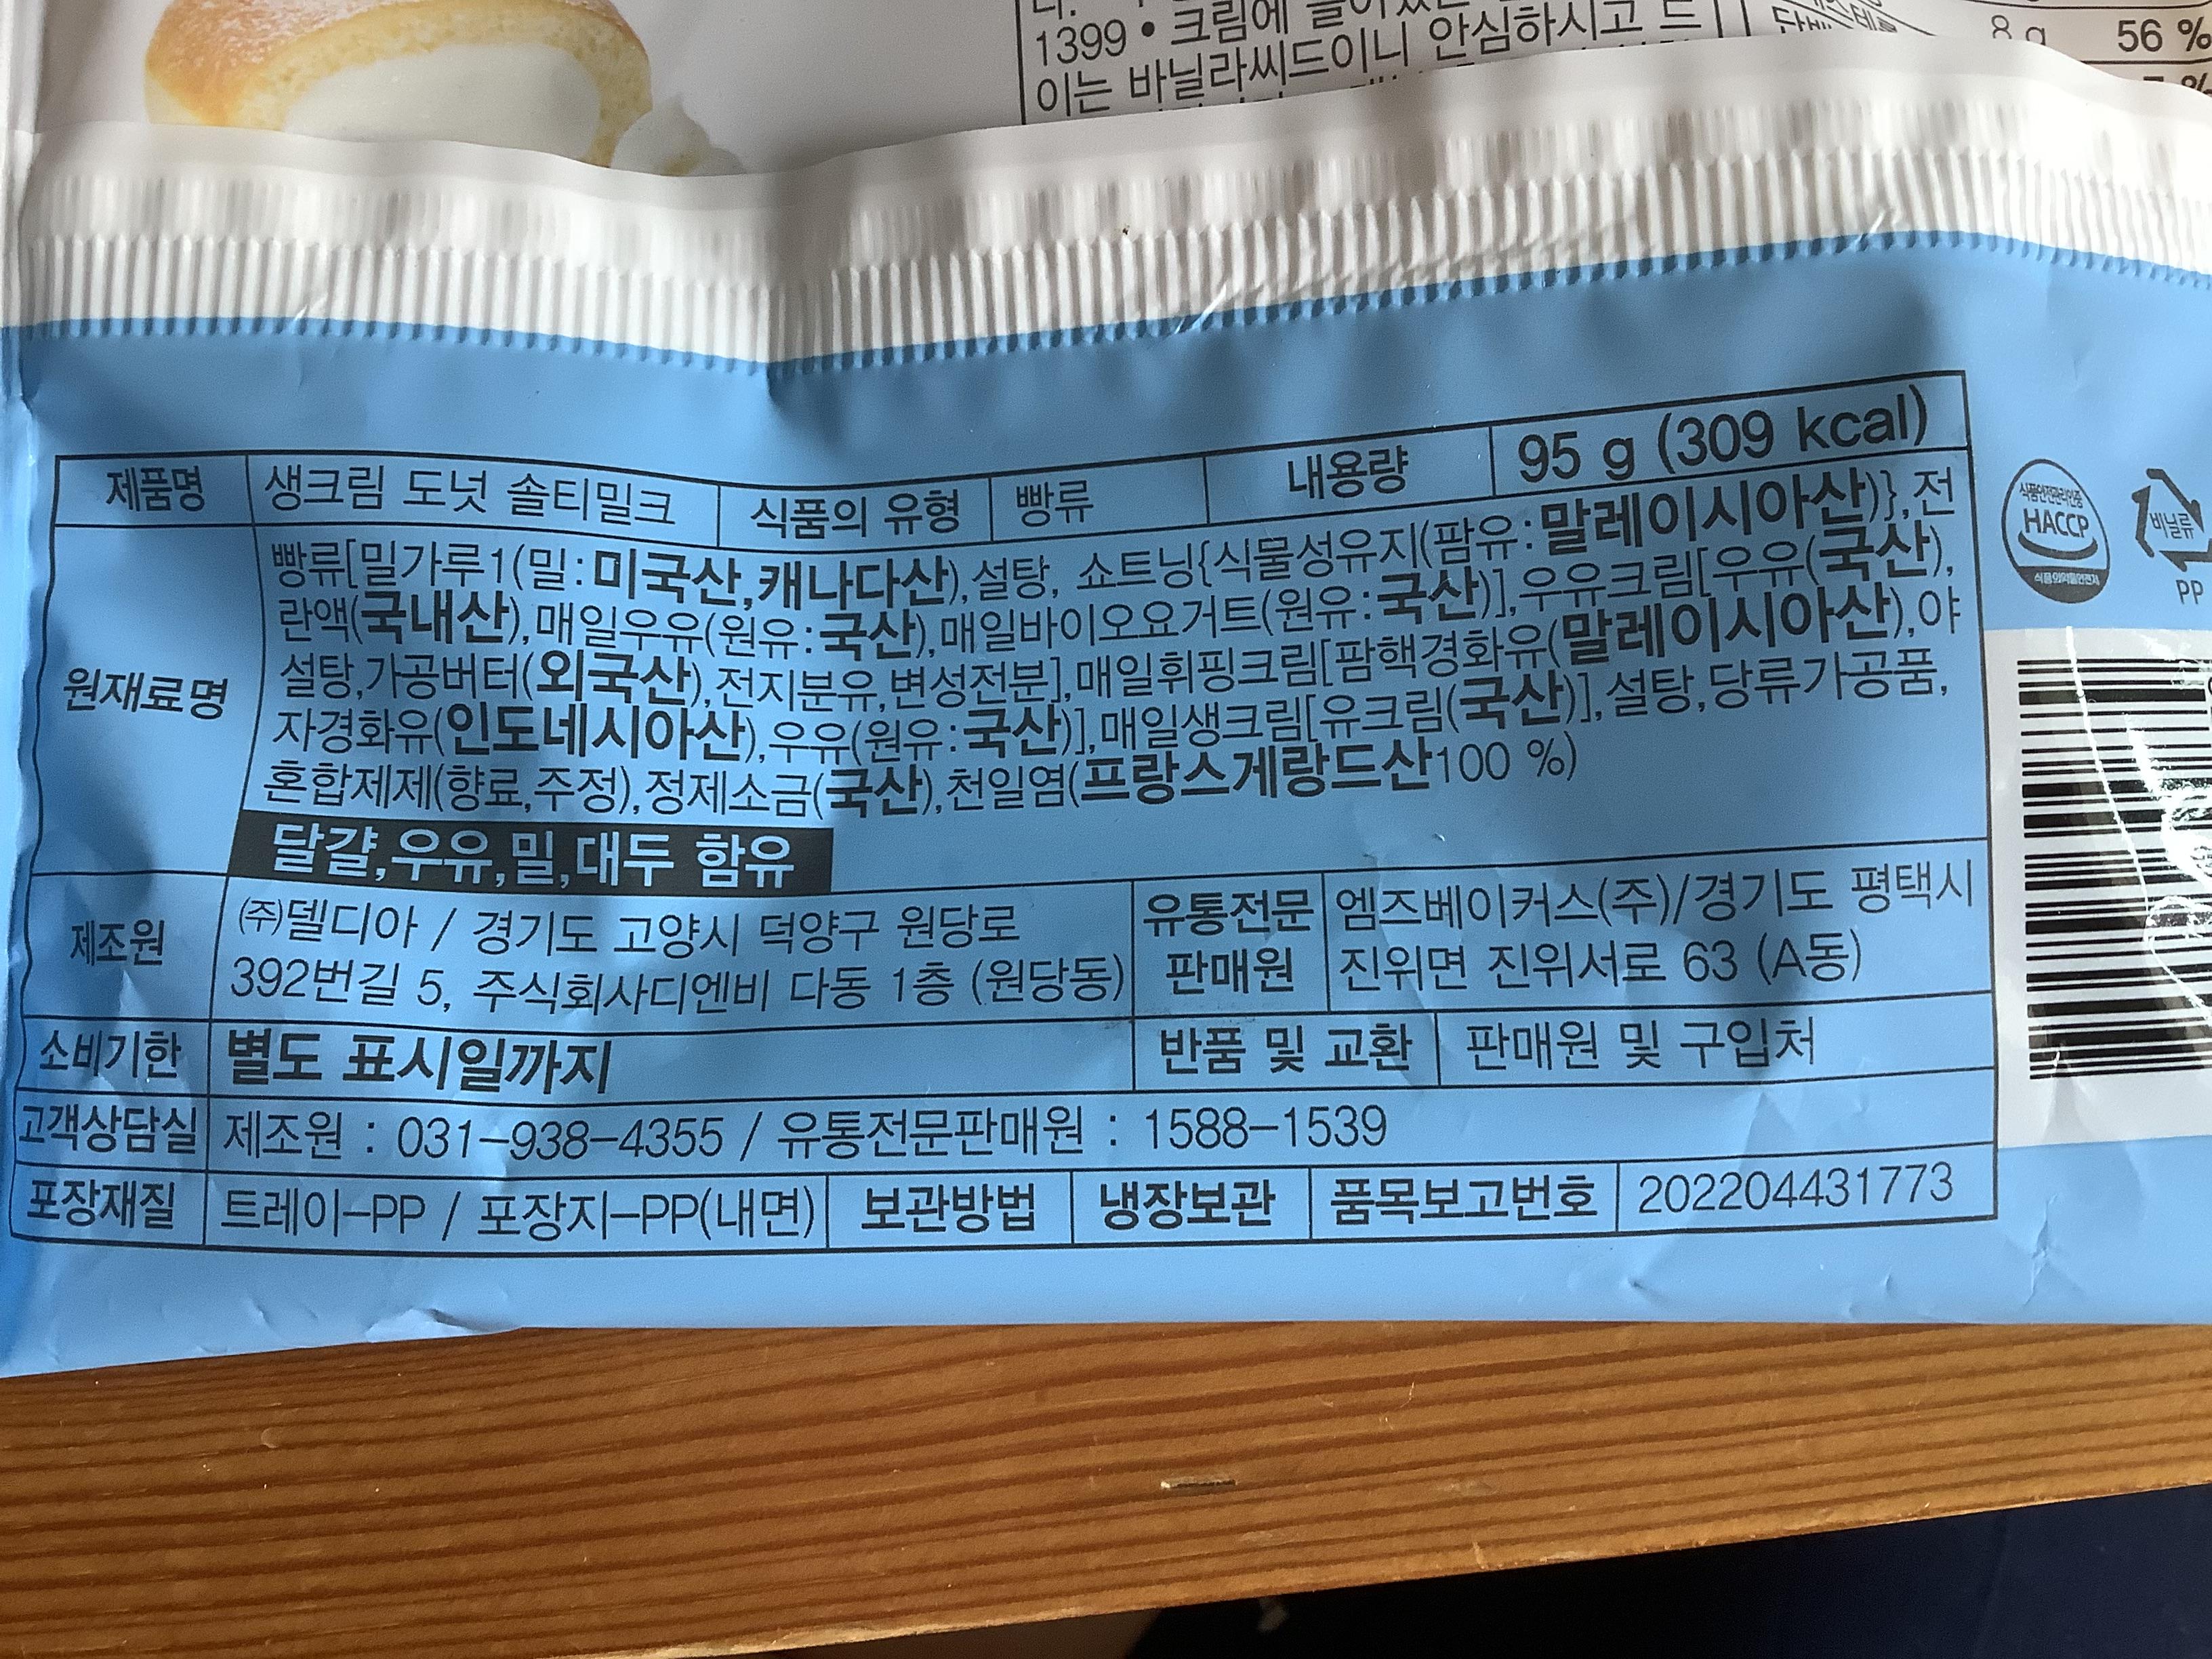 1399 • 크림에
이는 바닐라씨드이니 안심하시고 드
8 g 56 %
제품명 생크림 도넛 솔티밀크 식품의 유형 빵류 내용량 95 g (309 kcal)
원재료명
빵류[밀가루1(밀:미국산,캐나다산),설탕, 쇼트닝{식물성유지(팜유:말레이시아산)},전
란액(국내산),매일우유(원유:국산),매일바이오요거트(원유:국산)],우유크림[우유(국산),
설탕,가공버터(외국산),전지분유,변성전분],매일휘핑크림[팜핵경화유(말레이시아산),야
자경화유(인도네시아산),우유(원유:국산)],매일생크림[유크림(국산)],설탕,당류가공품,
혼합제제(향료,주정),정제소금(국산),천일염(프랑스게랑드산100 %)
달걀,우유,밀,대두 함유
제조원
(주)델디아 / 경기도 고양시 덕양구 원당로
392번길 5, 주식회사디엔비 다동 1층 (원당동)
유통전문
판매원
엠즈베이커스(주)/경기도 평택시
진위면 진위서로 63 (A동)
소비기한 별도 표시일까지 반품 및 교환 판매원 및 구입처
고객상담실 제조원 : 031-938-4355 / 유통전문판매원 : 1588-1539
포장재질 트레이-PP / 포장지-PP(내면) 보관방법 냉장보관 품목보고번호 202204431773
식품안전관리인증
HACCP
비닐류
PP